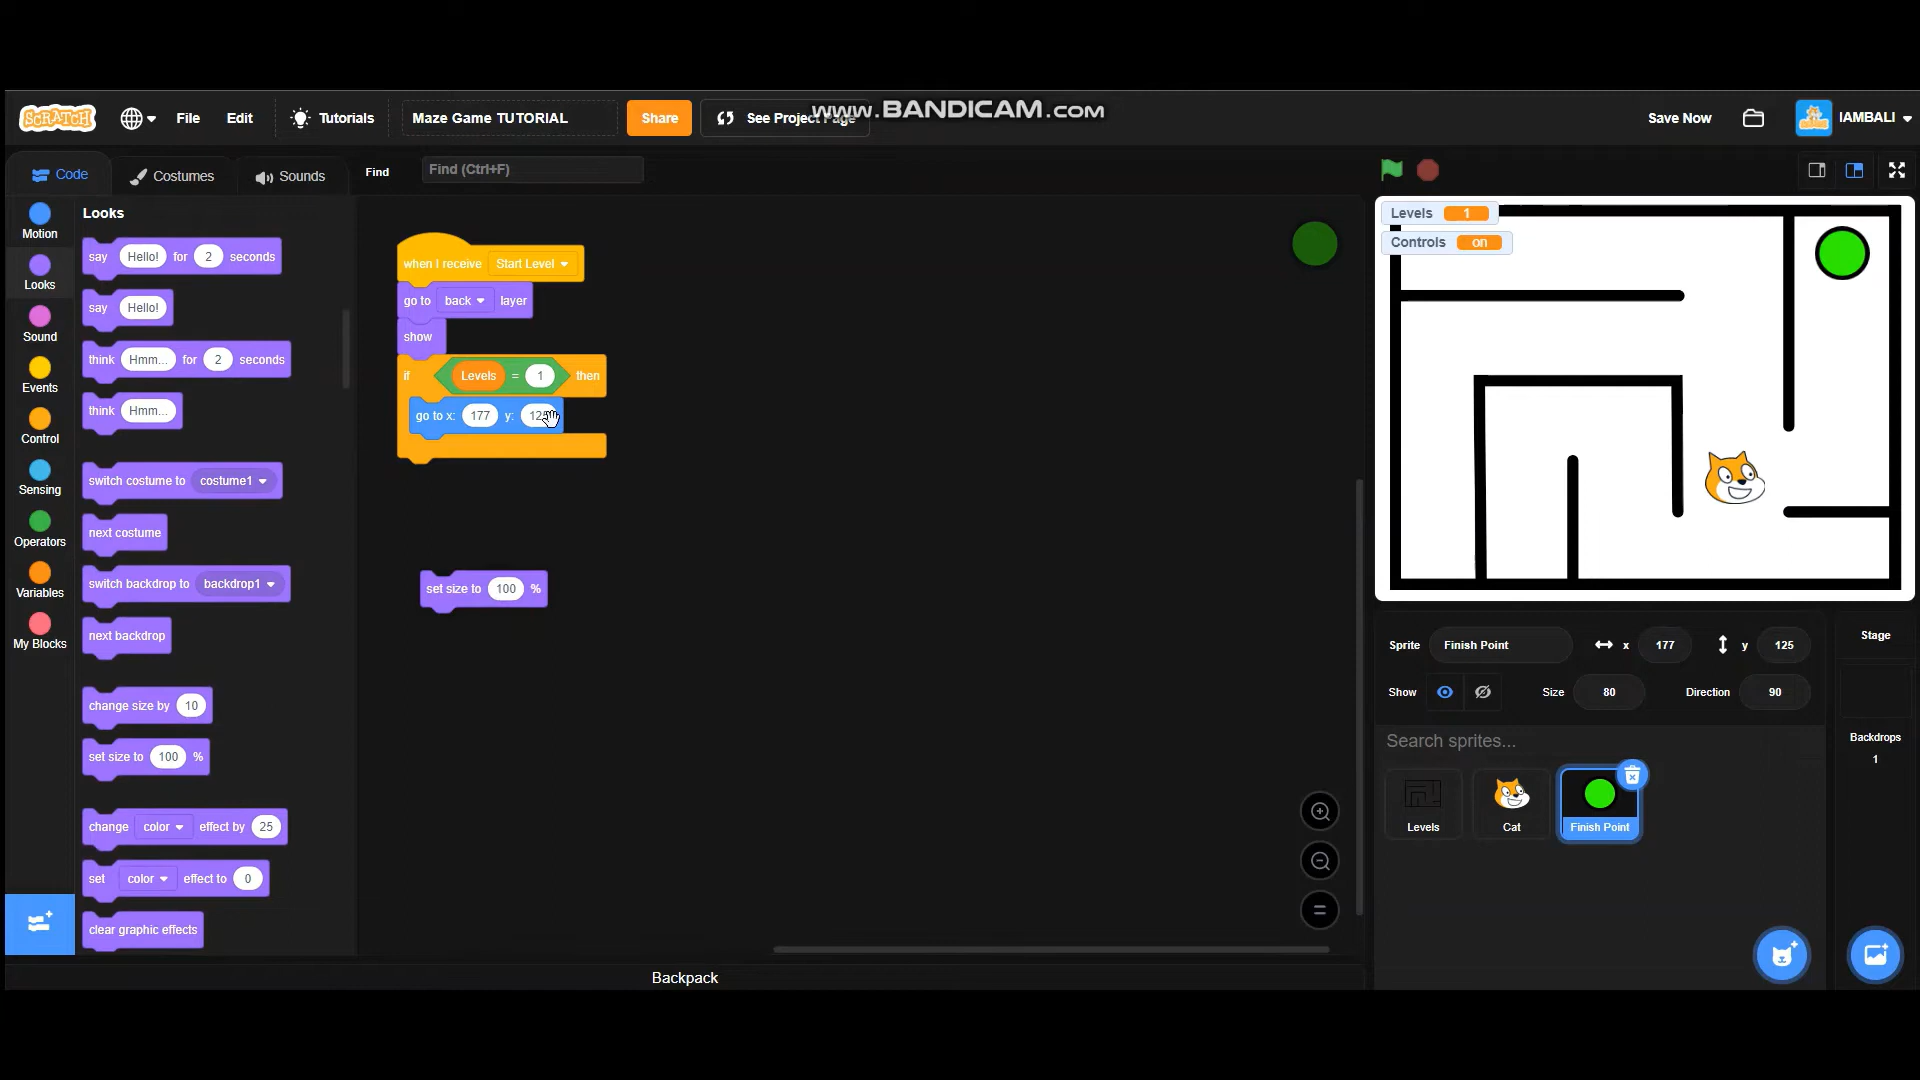 www.BANDICAM.com
SCRATCH File Edit Tutorials Maze Game TUTORIAL Share See Project Page Save Now IAMBALI
Code Costumes Sounds Find Find (Ctrl+F)
Motion
Looks
Sound
Events
Control
Sensing
Operators
Variables
My Blocks
Looks
say Hello! for 2 seconds
say Hello!
think Hmm... for 2 seconds
think Hmm...
switch costume to costume1
next costume
switch backdrop to backdrop1
next backdrop
change size by 10
set size to 100 %
change color effect by 25
set color effect to 0
clear graphic effects
when I receive Start Level
go to back layer
show
if Levels = 1 then
go to x: 177 y:
set size to 100 %
Levels 1
Controls on
Sprite Finish Point x 177 y 125
Show Size 80 Direction 90
Search sprites...
Levels Cat Finish Point
Stage
Backdrops
1
Backpack